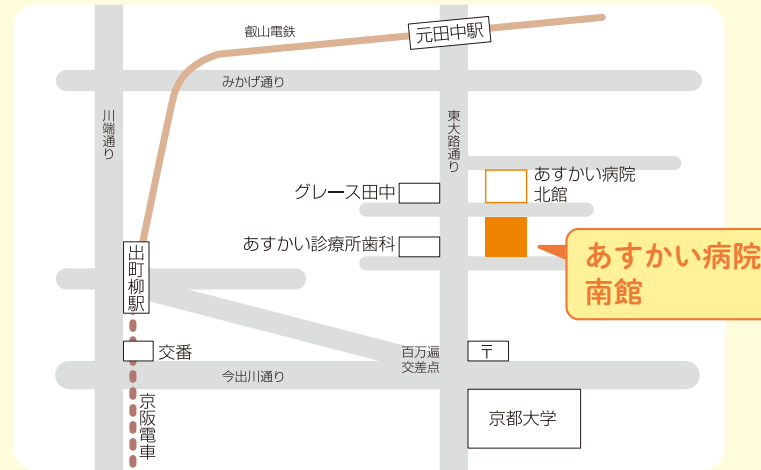 叡山電鉄
元田中駅
みかげ通り
川端通り
東大路通り
あすかい病院
北館
グレース田中
あすかい診療所歯科
出町柳駅
あすかい病院
南館
交番
百万遍
交差点
〒
今出川通り
京阪電車
京都大学